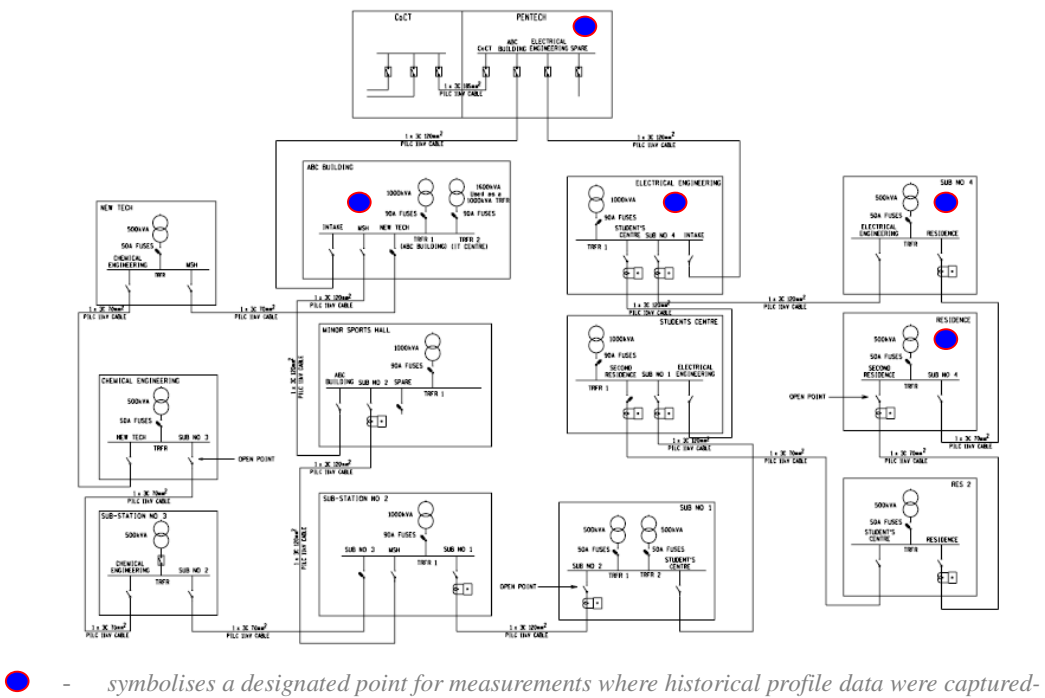 CoCT PENTECH
CoCT ABC BUILDING ELECTRICAL ENGINEERING SPARE
1 x 3C 185mm²
PILC 11kV CABLE
1 x 3C 120mm²
PILC 11kV CABLE
1 x 3C 120mm²
PILC 11kV CABLE
ABC BUILDING
1000kVA
1600kVA
Used as a
1000kVA TRFR
90A FUSES 90A FUSES
INTAKE MSH NEW TECH
TRFR 1 TRFR 2
(ABC BUILDING) (IT CENTRE)
ELECTRICAL ENGINEERING
1000kVA
90A FUSES
TRFR 1
STUDENT'S CENTRE SUB NO 4 INTAKE
SUB NO 4
500kVA
50A FUSES
ELECTRICAL ENGINEERING
TRFR
RESIDENCE
NEW TECH
500kVA
50A FUSES
CHEMICAL ENGINEERING
TRFR
MSH
1 x 3C 70mm²
PILC 11kV CABLE
1 x 3C 70mm²
PILC 11kV CABLE
1 x 3C 120mm²
PILC 11kV CABLE
1 x 3C 120mm²
PILC 11kV CABLE
1 x 3C 120mm²
PILC 11kV CABLE
1 x 3C 120mm²
PILC 11kV CABLE
MINOR SPORTS HALL
1000kVA
90A FUSES
ABC BUILDING SUB NO 2 SPARE
TRFR 1
STUDENTS CENTRE
1000kVA
90A FUSES
TRFR 1
SECOND RESIDENCE SUB NO 1 ELECTRICAL ENGINEERING
RESIDENCE
500kVA
50A FUSES
SECOND RESIDENCE
TRFR
SUB NO 4
OPEN POINT
CHEMICAL ENGINEERING
500kVA
50A FUSES
NEW TECH
TRFR
SUB NO 3
OPEN POINT
1 x 3C 120mm²
PILC 11kV CABLE
1 x 3C 120mm²
PILC 11kV CABLE
1 x 3C 70mm²
PILC 11kV CABLE
1 x 3C 70mm²
PILC 11kV CABLE
1 x 3C 70mm²
PILC 11kV CABLE
1 x 3C 70mm²
PILC 11kV CABLE
SUB-STATION NO 3
500kVA
CHEMICAL ENGINEERING
TRFR
SUB NO 2
1 x 3C 120mm²
PILC 11kV CABLE
SUB-STATION NO 2
1000kVA
90A FUSES
SUB NO 3 MSH TRFR 1 SUB NO 1
SUB NO 1
500kVA 500kVA
50A FUSES 50A FUSES
SUB NO 2
TRFR 1 TRFR 2
STUDENT'S CENTRE
OPEN POINT
RES 2
500kVA
50A FUSES
STUDENT'S CENTRE
TRFR
RESIDENCE
1 x 3C 70mm²
PILC 11kV CABLE
1 x 3C 70mm²
PILC 11kV CABLE
1 x 3C 120mm²
PILC 11kV CABLE
- symbolises a designated point for measurements where historical profile data were captured-